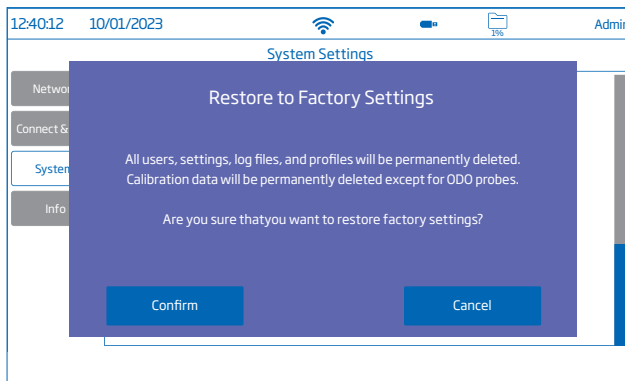 12:40:12 10/01/2023 1% Admin
System Settings
Networ
Restore to Factory Settings
Connect &
All users, settings, log files, and profiles will be permanently deleted.
System
Calibration data will be permanently deleted except for ODO probes.
Info
Are you sure thatyou want to restore factory settings?
Confirm Cancel